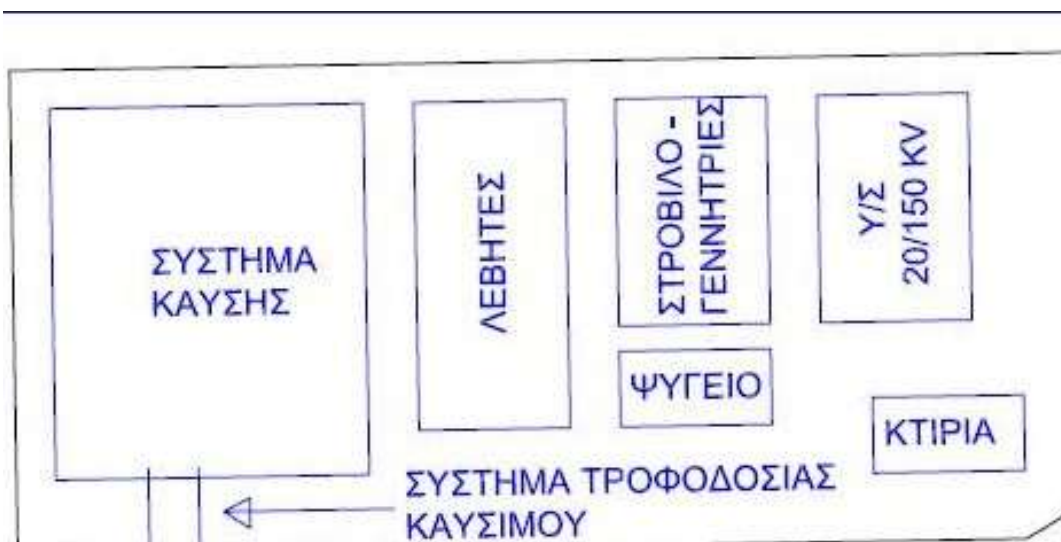 ΣΥΣΤΗΜΑ
ΚΑΥΣΗΣ
ΛΕΒΗΤΕΣ
ΣΤΡΟΒΙΛΟ -
ΓΕΝΝΗΤΡΙΕΣ
Υ/Σ
20/150 KV
ΨΥΓΕΙΟ
ΚΤΙΡΙΑ
ΣΥΣΤΗΜΑ ΤΡΟΦΟΔΟΣΙΑΣ
ΚΑΥΣΙΜΟΥ